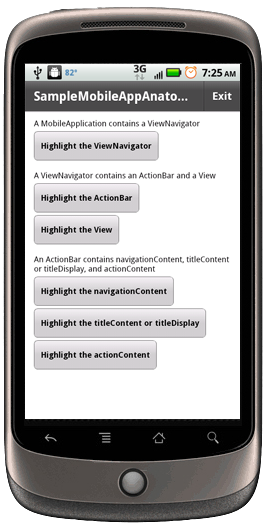 82° 3G 7:25 AM
SampleMobileAppAnato... Exit
A MobileApplication contains a ViewNavigator
Highlight the ViewNavigator
A ViewNavigator contains an ActionBar and a View
Highlight the ActionBar
Highlight the View
An ActionBar contains navigationContent, titleContent
or titleDisplay, and actionContent
Highlight the navigationContent
Highlight the titleContent or titleDisplay
Highlight the actionContent